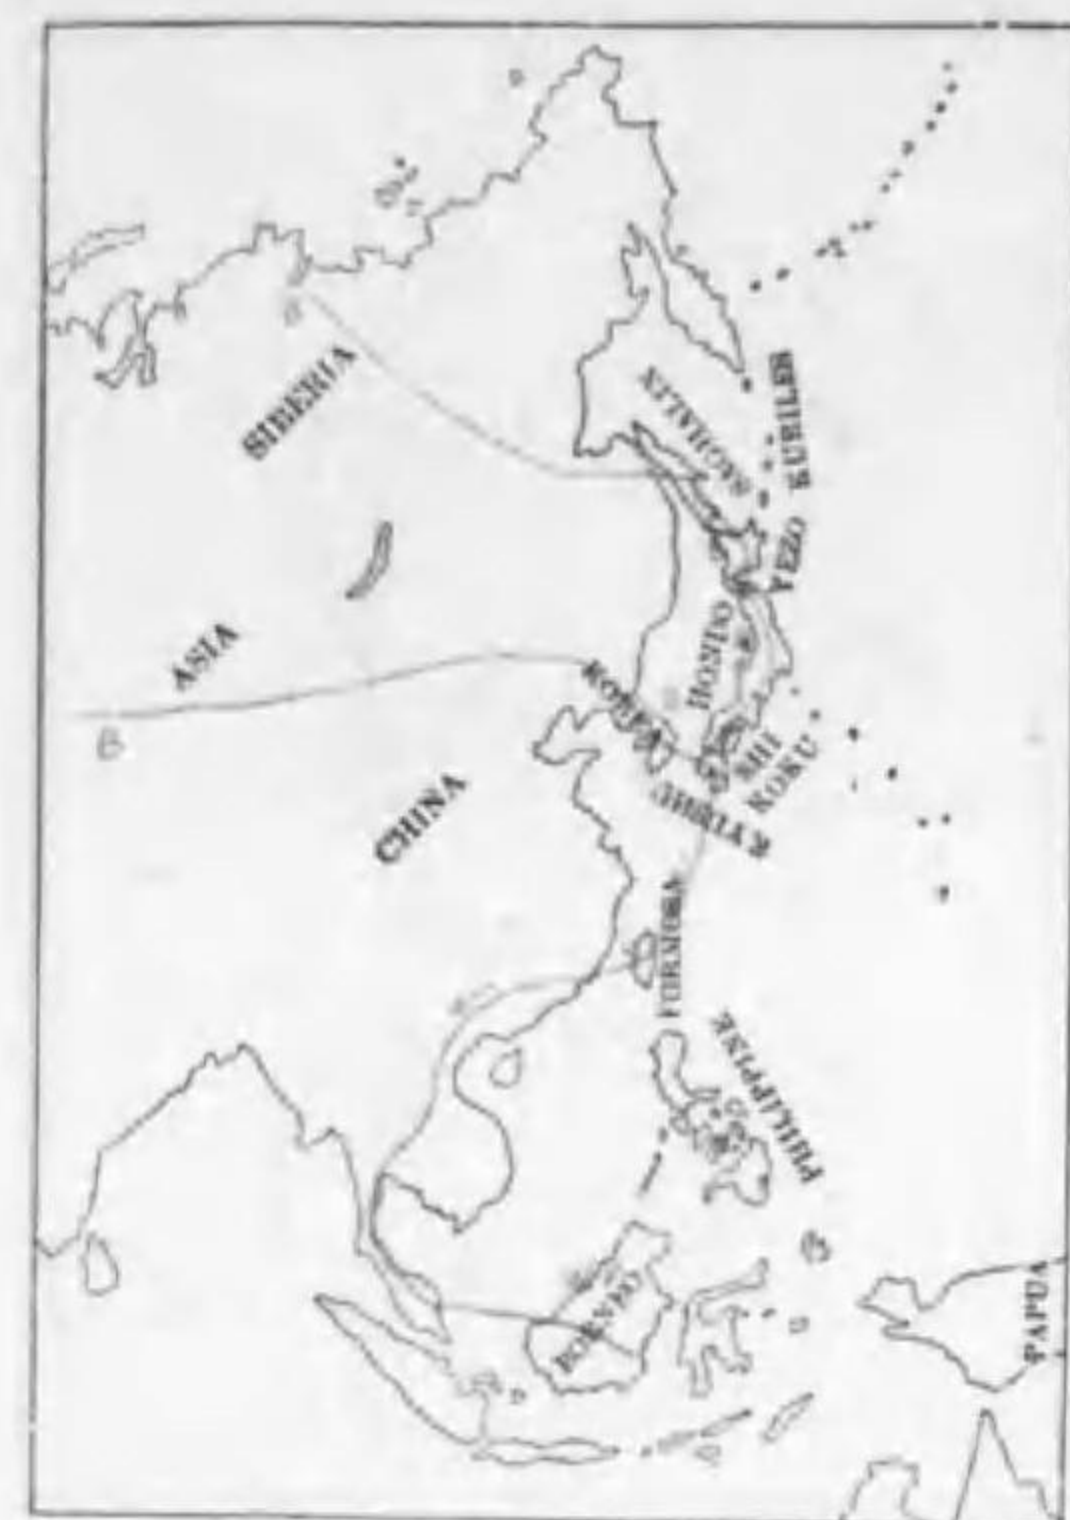 SIBERIA
KURILES
SAGHALIN
YEZO
ASIA
HONDO
KOREA
B
SHI
KOKU
CHINA
KYUSHU
FORMOSA
PHILIPPINE
B
BORNEO
PAPUA